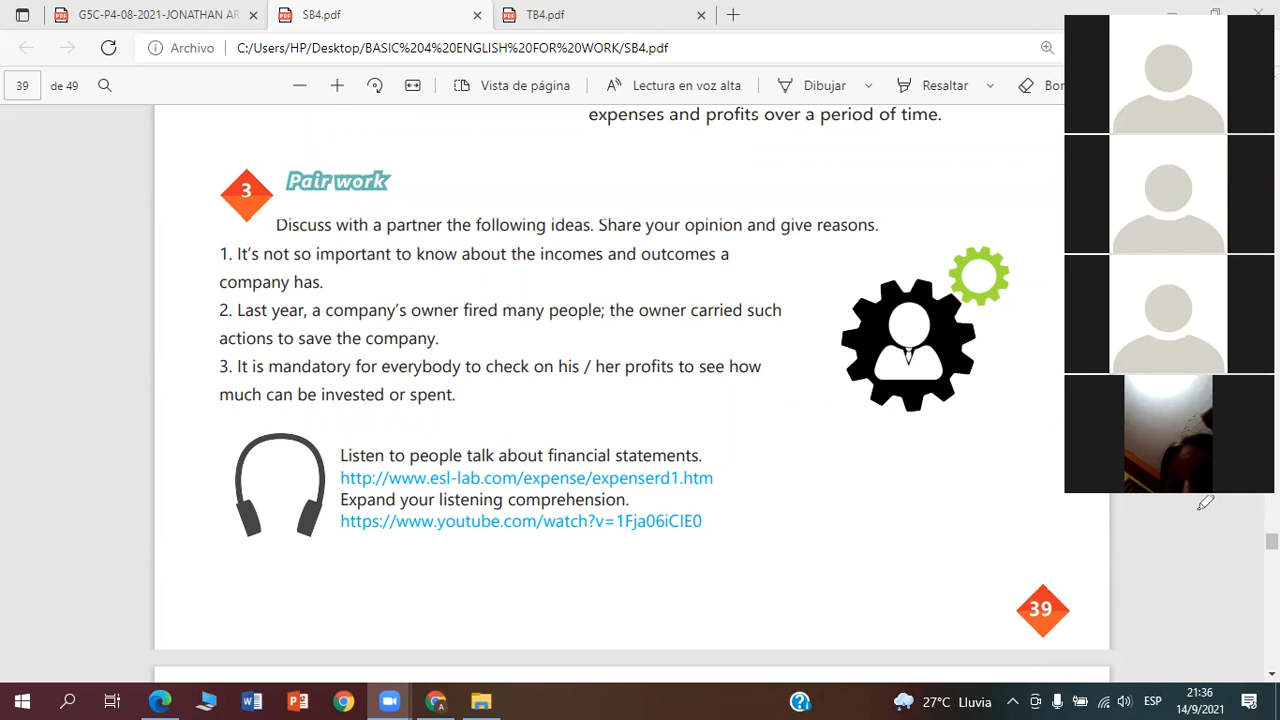 G5C-P4-08-2021-JONATHAN AR
SB4.pdf
TB4.pdf
Archivo
C:/Users/HP/Desktop/BASIC%204%20ENGLISH%20FOR%20WORK/SB4.pdf
39
de 49
Vista de página
Lectura en voz alta
Dibujar
Resaltar
Bor
expenses and profits over a period of time.
3
Pair work
Discuss with a partner the following ideas. Share your opinion and give reasons.
1. It's not so important to know about the incomes and outcomes a
company has.
2. Last year, a company's owner fired many people; the owner carried such
actions to save the company.
3. It is mandatory for everybody to check on his / her profits to see how
much can be invested or spent.
Listen to people talk about financial statements.
http://www.esl-lab.com/expense/expenserd1.htm
Expand your listening comprehension.
https://www.youtube.com/watch?v=1Fja06iCIE0
39
27°C Lluvia
ESP
21:36
14/9/2021